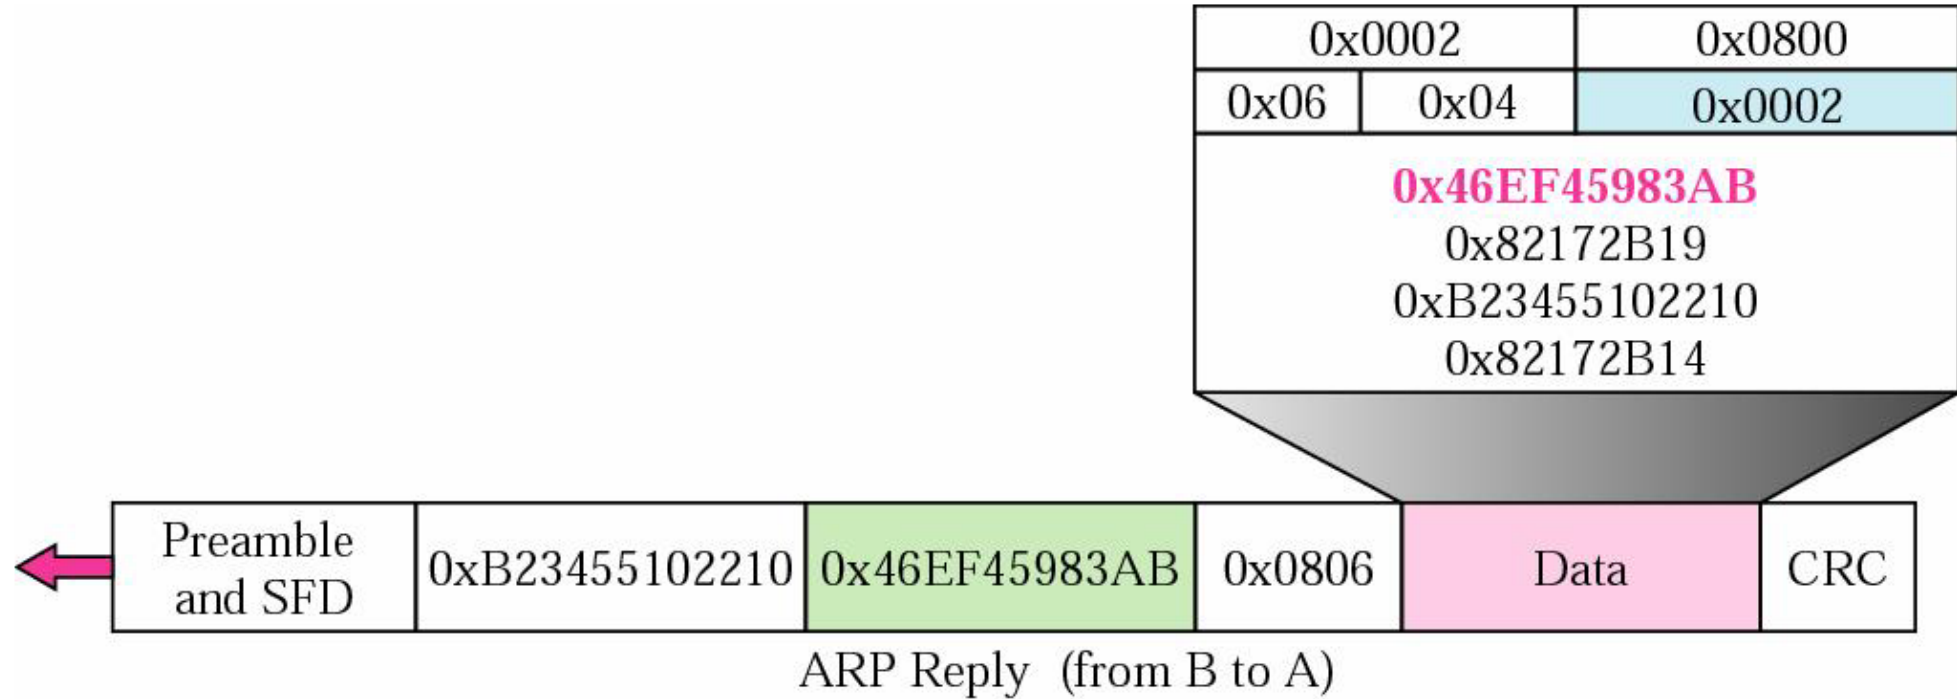 0x0002 0x0800
0x06 0x04 0x0002
0x46EF45983AB
0x82172B19
0xB23455102210
0x82172B14
Preamble
and SFD
0xB23455102210 0x46EF45983AB 0x0806 Data CRC
ARP Reply (from B to A)